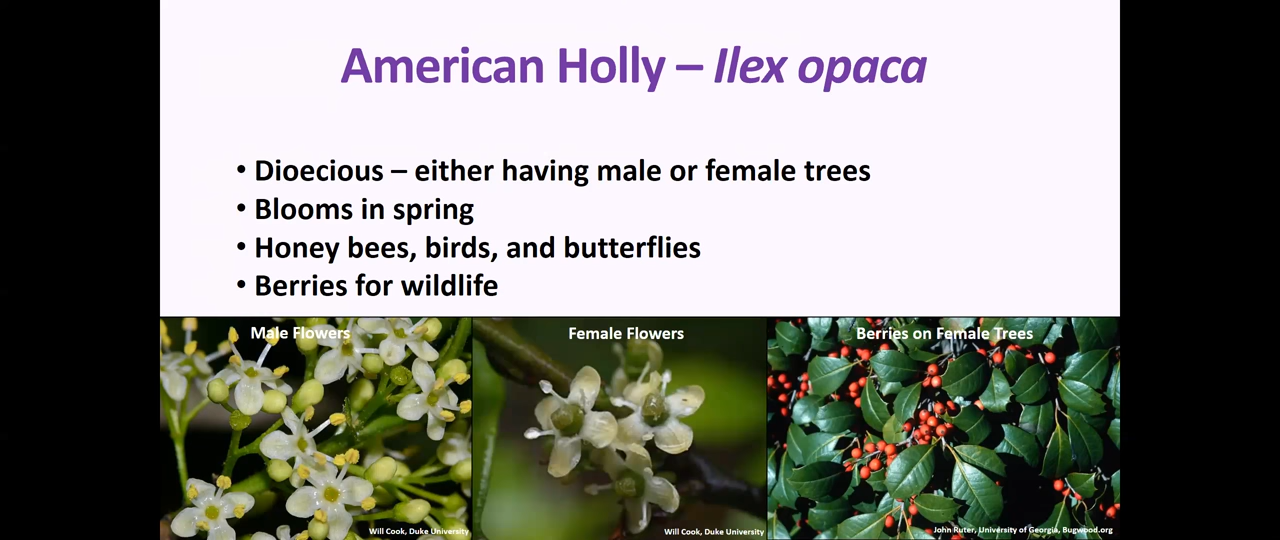 American Holly – Ilex opaca
• Dioecious – either having male or female trees
• Blooms in spring
• Honey bees, birds, and butterflies
• Berries for wildlife
Male Flowers
Female Flowers
Berries on Female Trees
Will Cook, Duke University
Will Cook, Duke University
John Ruter, University of Georgia, Bugwood.org